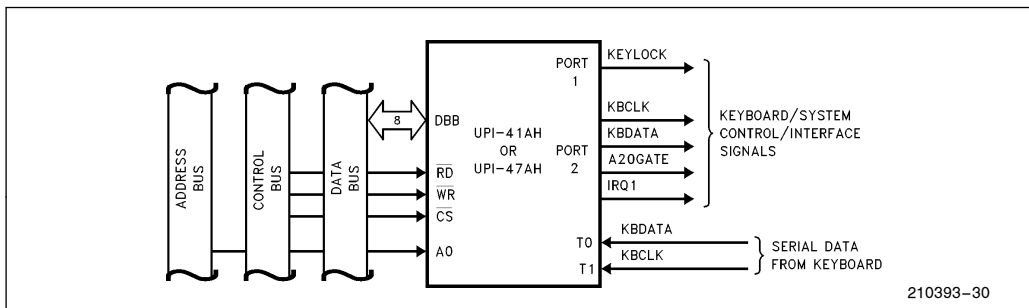 ADDRESS
BUS
CONTROL
BUS
DATA
BUS
8
DBB
RD
WR
CS
A0
UPI-41AH
OR
UPI-47AH
PORT
1
PORT
2
T0
T1
KEYLOCK
KBCLK
KBDATA
A20GATE
IRQ1
KEYBOARD/SYSTEM
CONTROL/INTERFACE
SIGNALS
KBDATA
KBCLK
SERIAL DATA
FROM KEYBOARD
210393–30